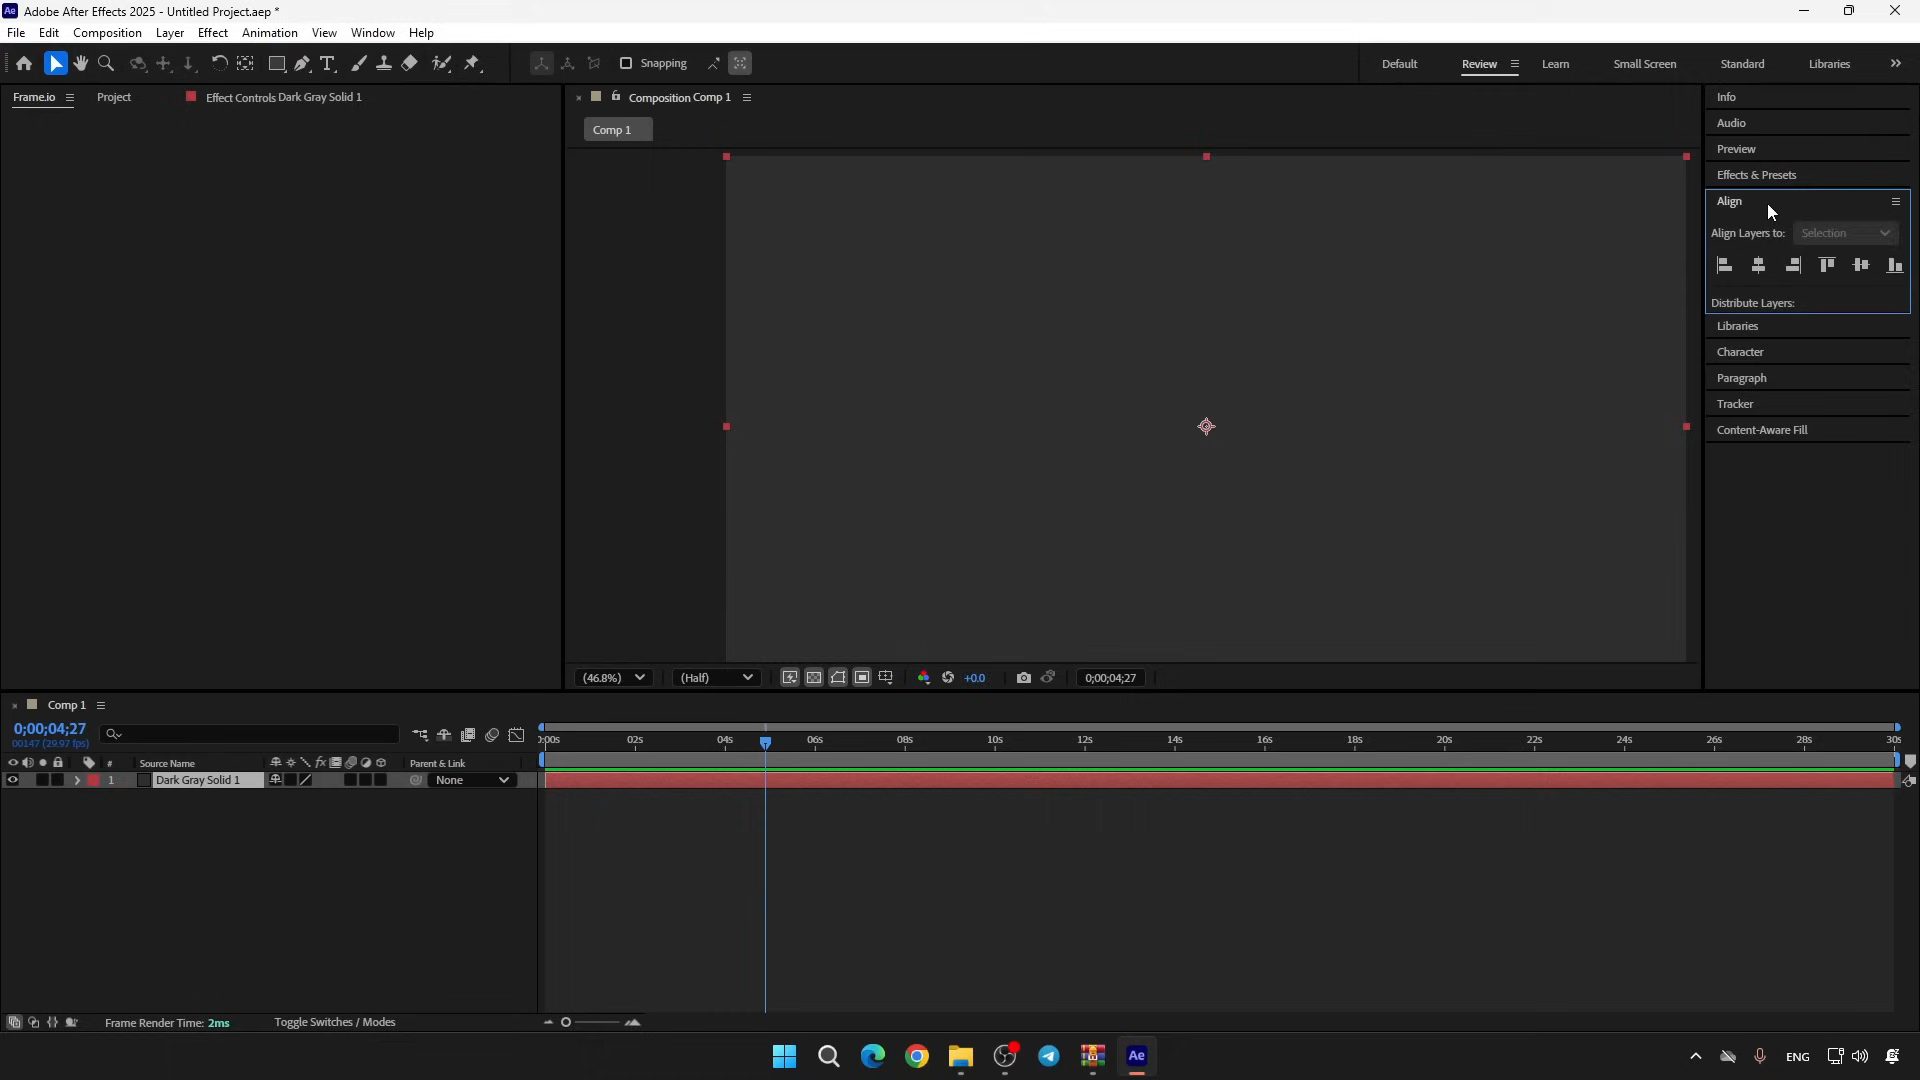 Ae Adobe After Effects 2025 - Untitled Project.aep *
File Edit Composition Layer Effect Animation View Window Help
Snapping Default Review Learn Small Screen Standard Libraries
Frame.io Project Effect Controls Dark Gray Solid 1 Composition Comp 1
Comp 1
Info
Audio
Preview
Effects & Presets
Align
Align Layers to: Selection
Distribute Layers:
Libraries
Character
Paragraph
Tracker
Content-Aware Fill
(46.8%) (Half) +0.0 0;00;04;27
Comp 1
0;00;04;27
00147 (29.97 fps)
0:00s 02s 04s 06s 08s 10s 12s 14s 16s 18s 20s 22s 24s 26s 28s 30s
# Source Name fx Parent & Link
1 Dark Gray Solid 1 None
Frame Render Time: 2ms Toggle Switches / Modes
Ae ENG